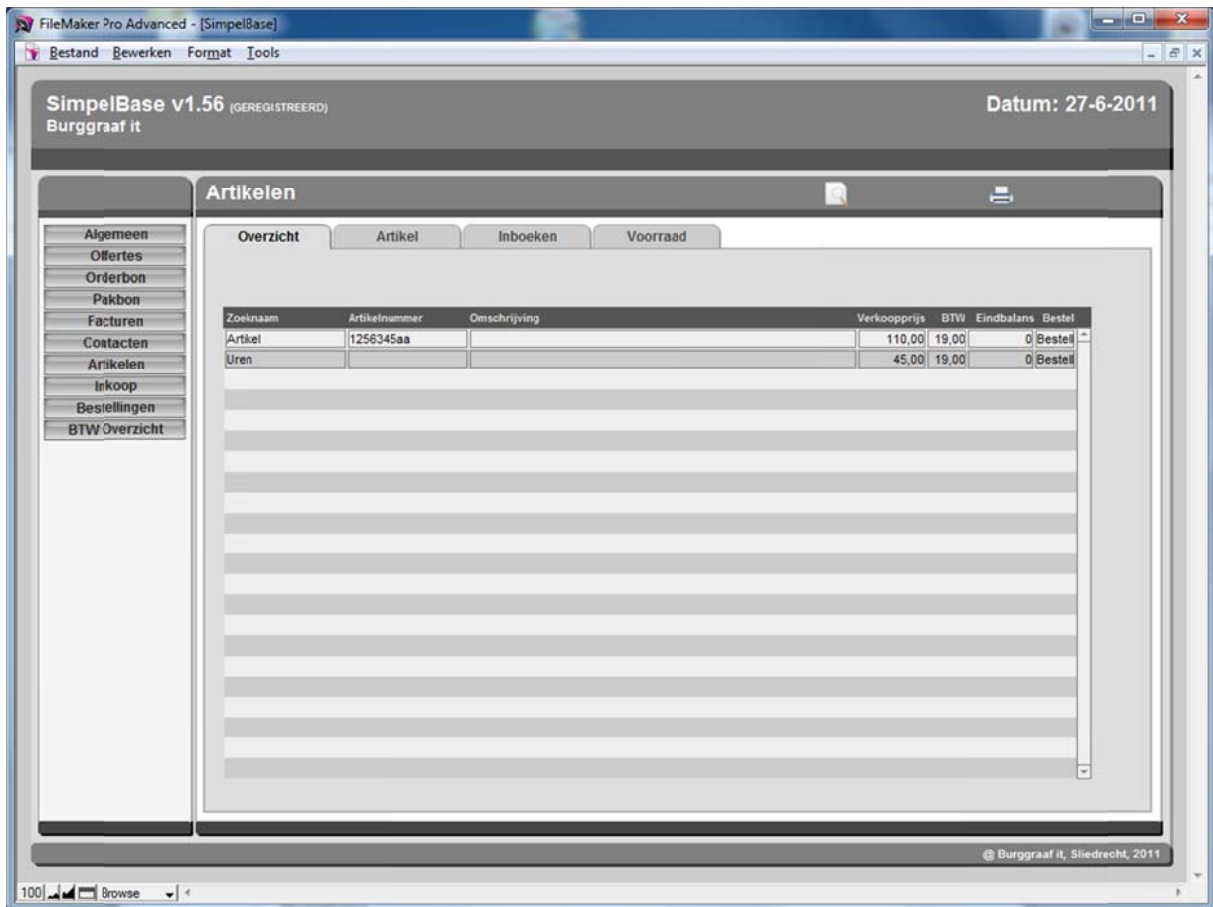 FileMaker Pro Advanced - [SimpelBase]
Bestand Bewerken Format Tools
SimpelBase v1.56 (GEREGISTREERD)
Datum: 27-6-2011
Burggraaf it
Artikelen
Algemeen
Offertes
Orderbon
Pakbon
Facturen
Contacten
Artikelen
Inkoop
Bestellingen
BTW Overzicht
Overzicht Artikel Inboeken Voorraad
Zoeknaam Artikelnummer Omschrijving Verkoopprijs BTW Eindbalans Bestel
Artikel 1256345aa 110,00 19,00 0 Bestell
Uren 45,00 19,00 0 Bestell
@ Burggraaf it, Sliedrecht, 2011
100 Browse